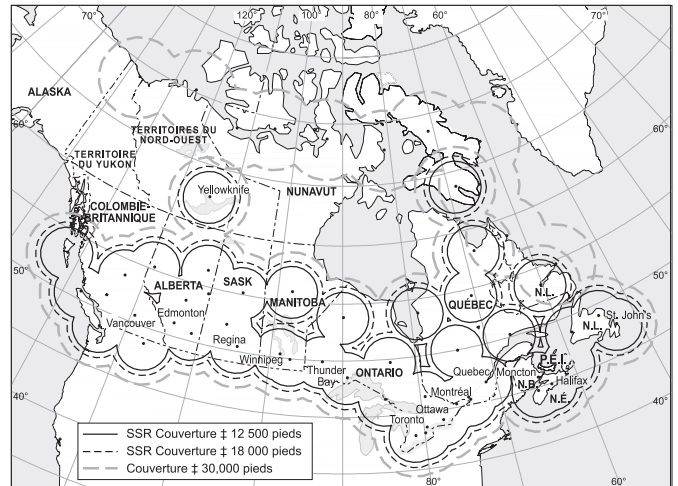 120°
100°
80°
70°
70°
ALASKA
60°
60°
60°
TERRITOIRES DU
NORD-OUEST
TERRITOIRE
DU YUKON
Yellowknife
NUNAVUT
COLOMBIE-
BRITANNIQUE
50°
50°
50°
ALBERTA
SASK
MANITOBA
QUÉBEC
N.L.
N.L.
St. John's
Edmonton
Vancouver
Regina
Winnipeg
Thunder
Bay
ONTARIO
Quebec
Moncton
P.E.I.
Halifax
N.B.
N.É.
Montréal
Ottawa
Toronto
40°
40°
60°
80°
SSR Couverture ‡ 12 500 pieds
SSR Couverture ‡ 18 000 pieds
Couverture ‡ 30,000 pieds